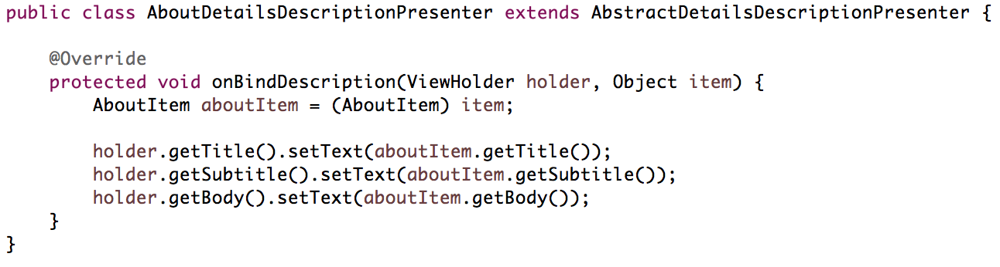 public class AboutDetailsDescriptionPresenter extends AbstractDetailsDescriptionPresenter {
@Override
protected void onBindDescription(ViewHolder holder, Object item) {
AboutItem aboutItem = (AboutItem) item;
holder.getTitle().setText(aboutItem.getTitle());
holder.getSubtitle().setText(aboutItem.getSubtitle());
holder.getBody().setText(aboutItem.getBody());
}
}